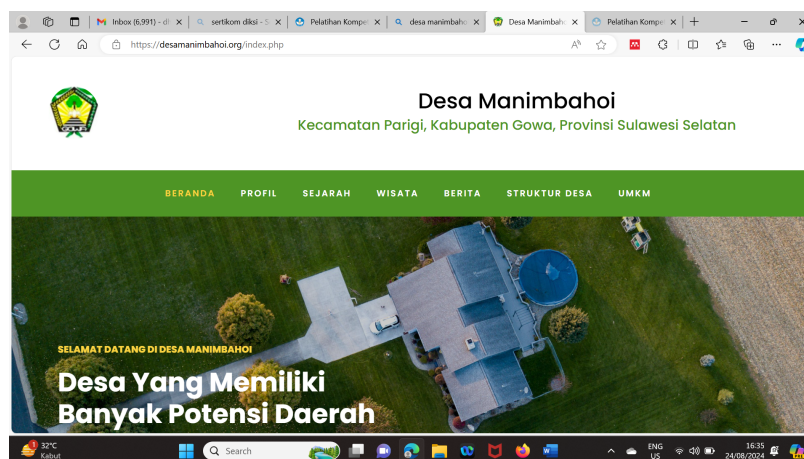 Inbox (6,991) - dh
sertikom diksi - S
Pelatihan Kompe
desa manimbaho
Desa Manimbaho
Pelatihan Kompe
https://desamanimbahoi.org/index.php
Desa Manimbahoi
Kecamatan Parigi, Kabupaten Gowa, Provinsi Sulawesi Selatan
BERANDA PROFIL SEJARAH WISATA BERITA STRUKTUR DESA UMKM
SELAMAT DATANG DI DESA MANIMBAHOI
Desa Yang Memiliki
Banyak Potensi Daerah
1
32°C
Kabut
Search
ENG
US
16:35
24/08/2024